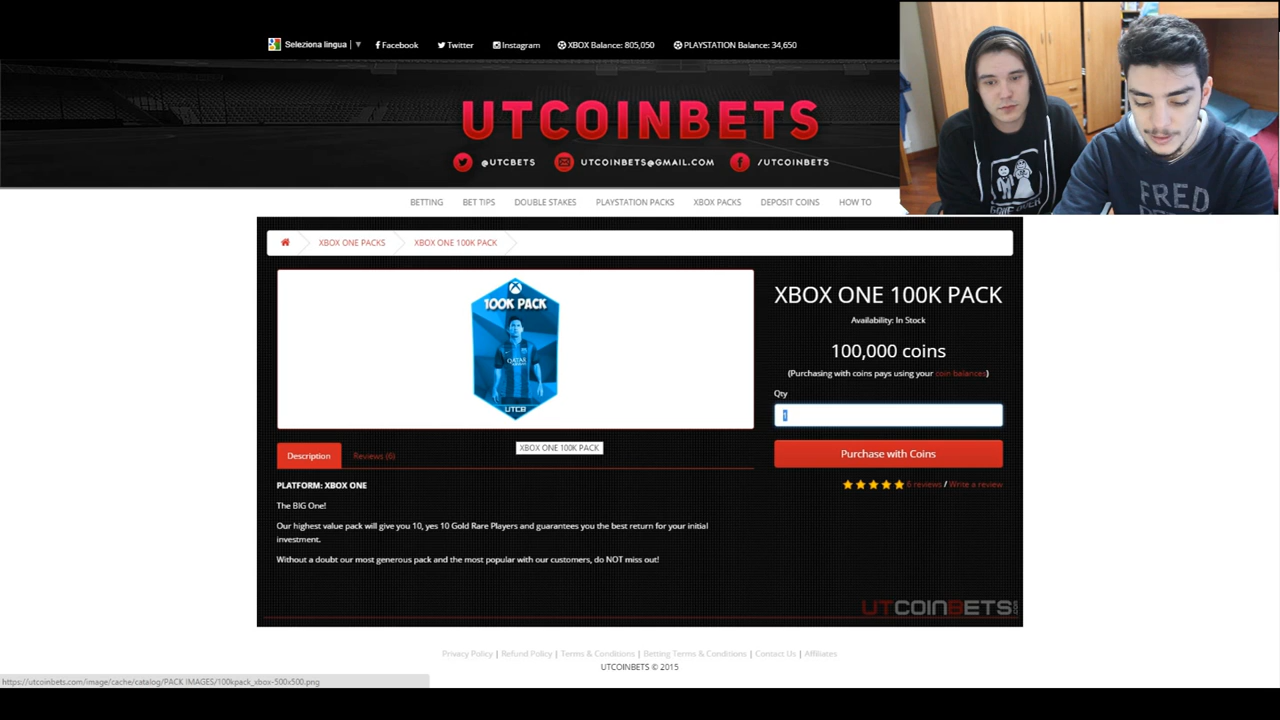 Seleziona lingua | ▼ Facebook Twitter Instagram XBOX Balance: 805,050 PLAYSTATION Balance: 34,650
UTCOINBETS
@UTCBETS UTCOINBETS@GMAIL.COM /UTCOINBETS
BETTING BET TIPS DOUBLE STAKES PLAYSTATION PACKS XBOX PACKS DEPOSIT COINS HOW TO
XBOX ONE PACKS XBOX ONE 100K PACK
100K PACK
QATAR
UTCB
XBOX ONE 100K PACK
Availability: In Stock
100,000 coins
(Purchasing with coins pays using your coin balances)
Qty
1
Purchase with Coins
6 reviews / Write a review
XBOX ONE 100K PACK
Description Reviews (6)
PLATFORM: XBOX ONE
The BIG One!
Our highest value pack will give you 10, yes 10 Gold Rare Players and guarantees you the best return for your initial
investment.
Without a doubt our most generous pack and the most popular with our customers, do NOT miss out!
UTCOINBETS.com
Privacy Policy | Refund Policy | Terms & Conditions | Betting Terms & Conditions | Contact Us | Affiliates
UTCOINBETS © 2015
https://utcoinbets.com/image/cache/catalog/PACK IMAGES/100kpack_xbox-500x500.png
GAME OVER
FRED